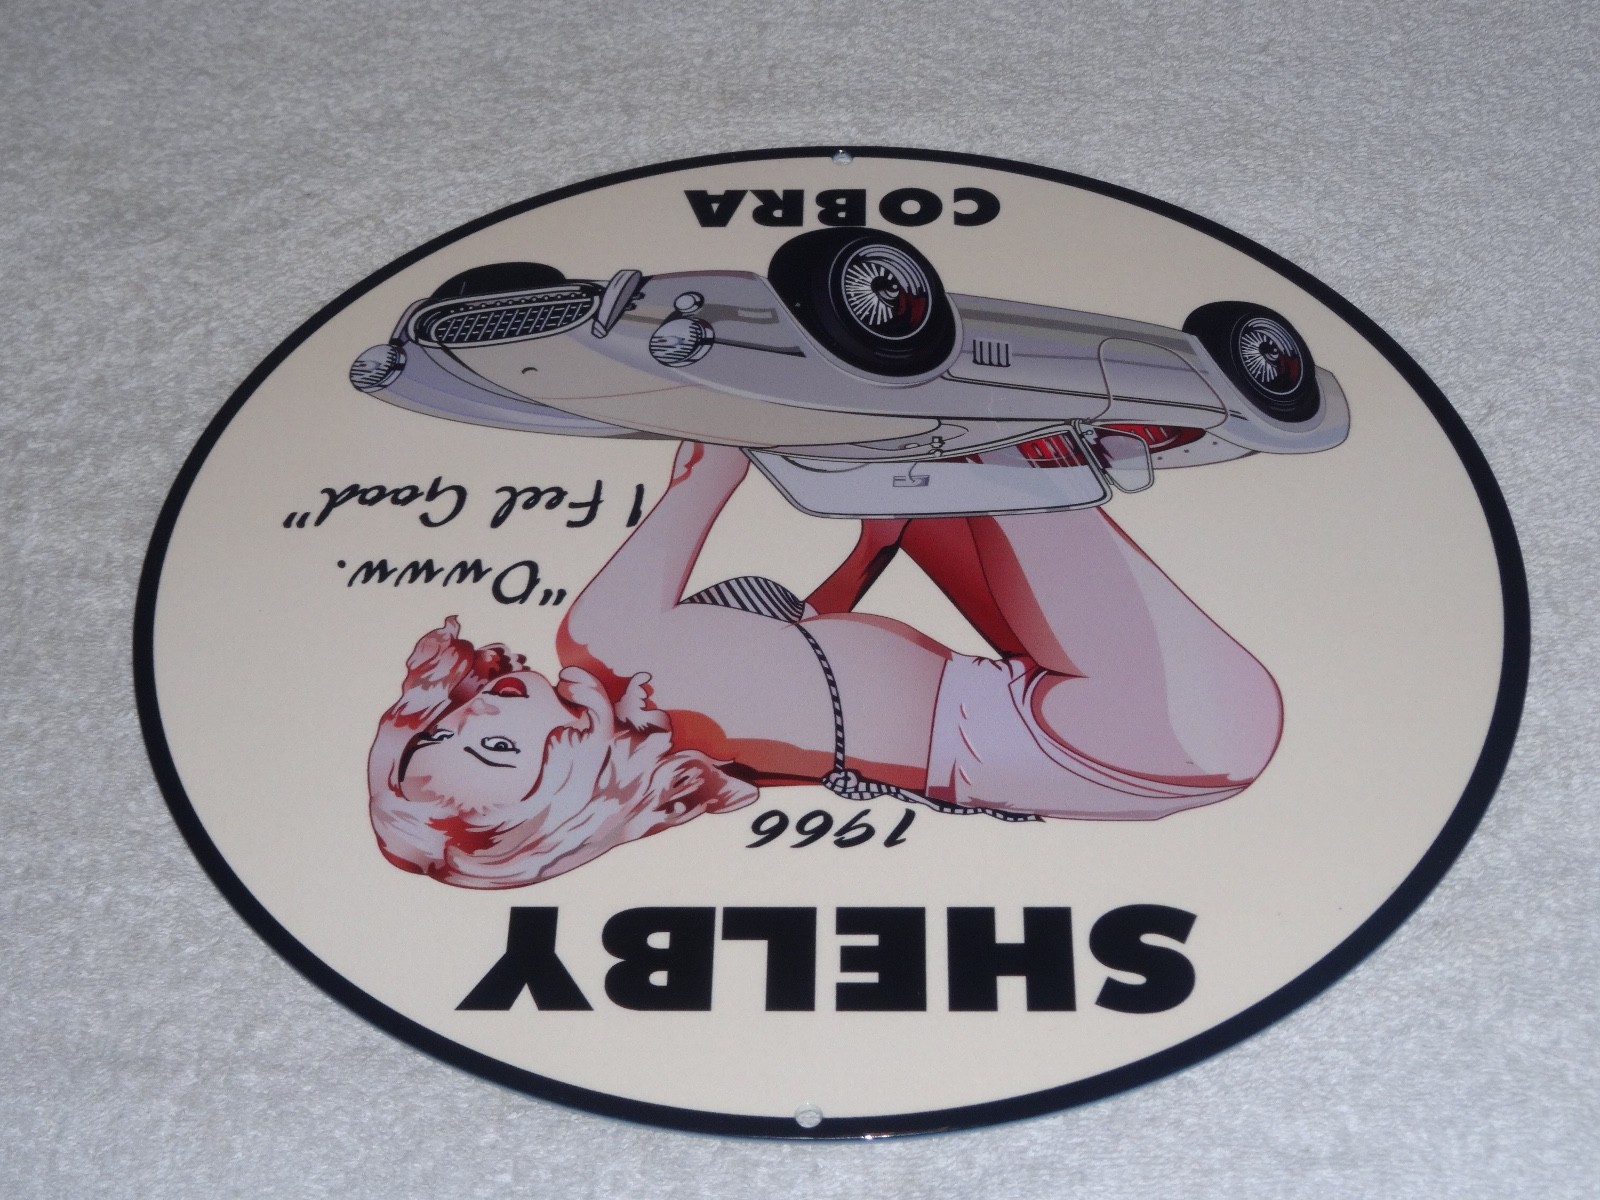 SHELBY
1966
"Owww.
I Feel Good"
COBRA